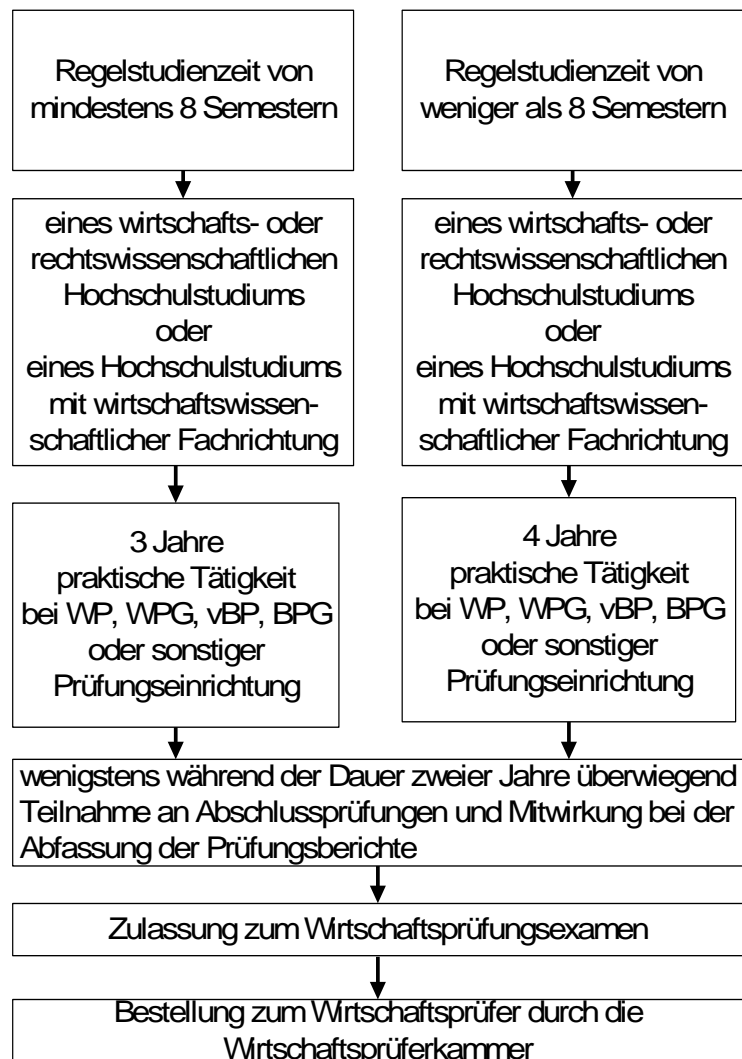 Regelstudienzeit von
mindestens 8 Semestern
Regelstudienzeit von
weniger als 8 Semestern
eines wirtschafts- oder
rechtswissenschaftlichen
Hochschulstudiums
oder
eines Hochschulstudiums
mit wirtschaftswissen-
schaftlicher Fachrichtung
eines wirtschafts- oder
rechtswissenschaftlichen
Hochschulstudiums
oder
eines Hochschulstudiums
mit wirtschaftswissen-
schaftlicher Fachrichtung
3 Jahre
praktische Tätigkeit
bei WP, WPG, vBP, BPG
oder sonstiger
Prüfungseinrichtung
4 Jahre
praktische Tätigkeit
bei WP, WPG, vBP, BPG
oder sonstiger
Prüfungseinrichtung
wenigstens während der Dauer zweier Jahre überwiegend
Teilnahme an Abschlussprüfungen und Mitwirkung bei der
Abfassung der Prüfungsberichte
Zulassung zum Wirtschaftsprüfungsexamen
Bestellung zum Wirtschaftsprüfer durch die
Wirtschaftsprüferkammer